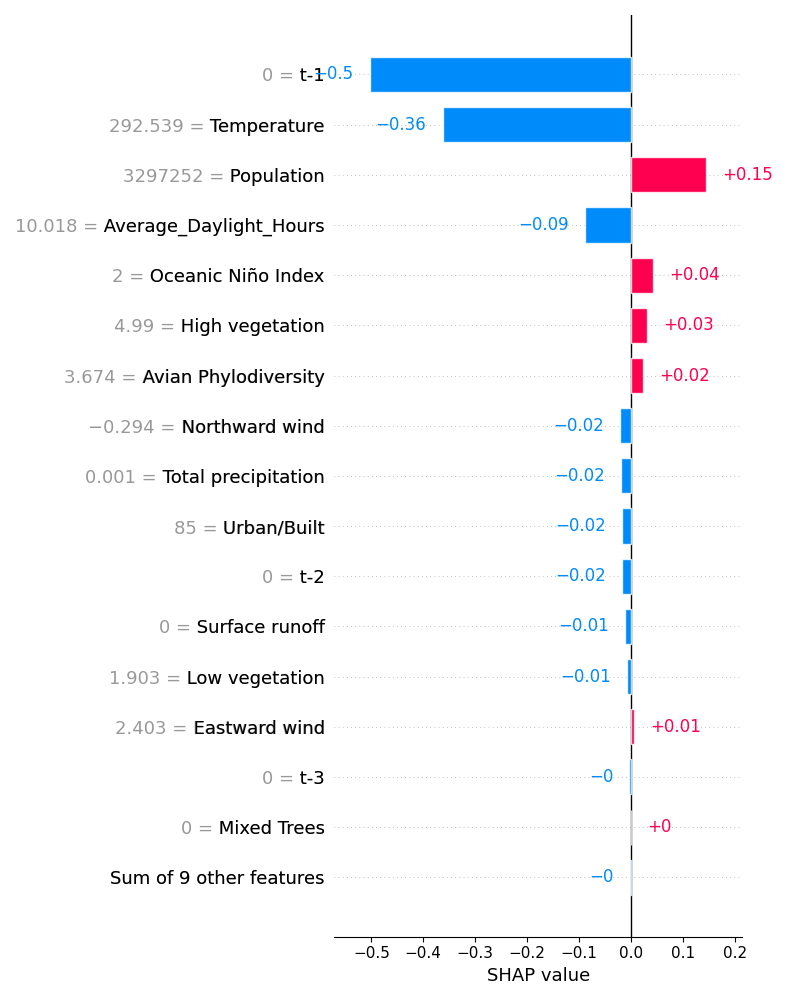 0 = t-1 −0.5
292.539 = Temperature −0.36
3297252 = Population +0.15
10.018 = Average_Daylight_Hours −0.09
2 = Oceanic Niño Index +0.04
4.99 = High vegetation +0.03
3.674 = Avian Phylodiversity +0.02
−0.294 = Northward wind −0.02
0.001 = Total precipitation −0.02
85 = Urban/Built −0.02
0 = t-2 −0.02
0 = Surface runoff −0.01
1.903 = Low vegetation −0.01
2.403 = Eastward wind +0.01
0 = t-3 −0
0 = Mixed Trees +0
Sum of 9 other features −0
−0.5 −0.4 −0.3 −0.2 −0.1 0.0 0.1 0.2
SHAP value